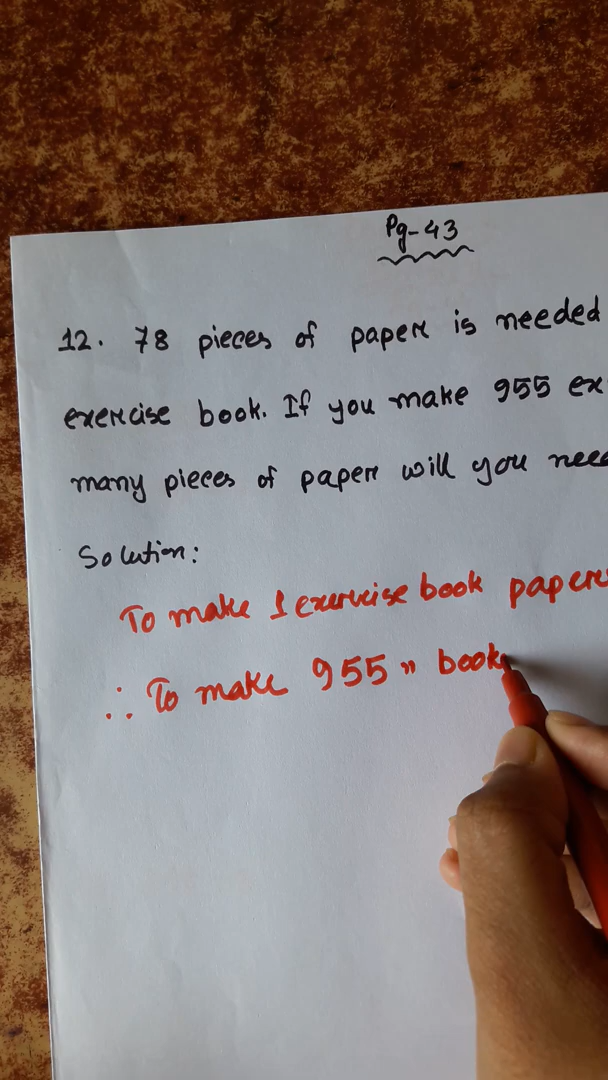 Pg-43
12. 78 pieces of paper is needed
exercise book. If you make 955 ex
many pieces of paper will you nee
Solution:
To make 1 exercise book papers
∴ To make 955 " book